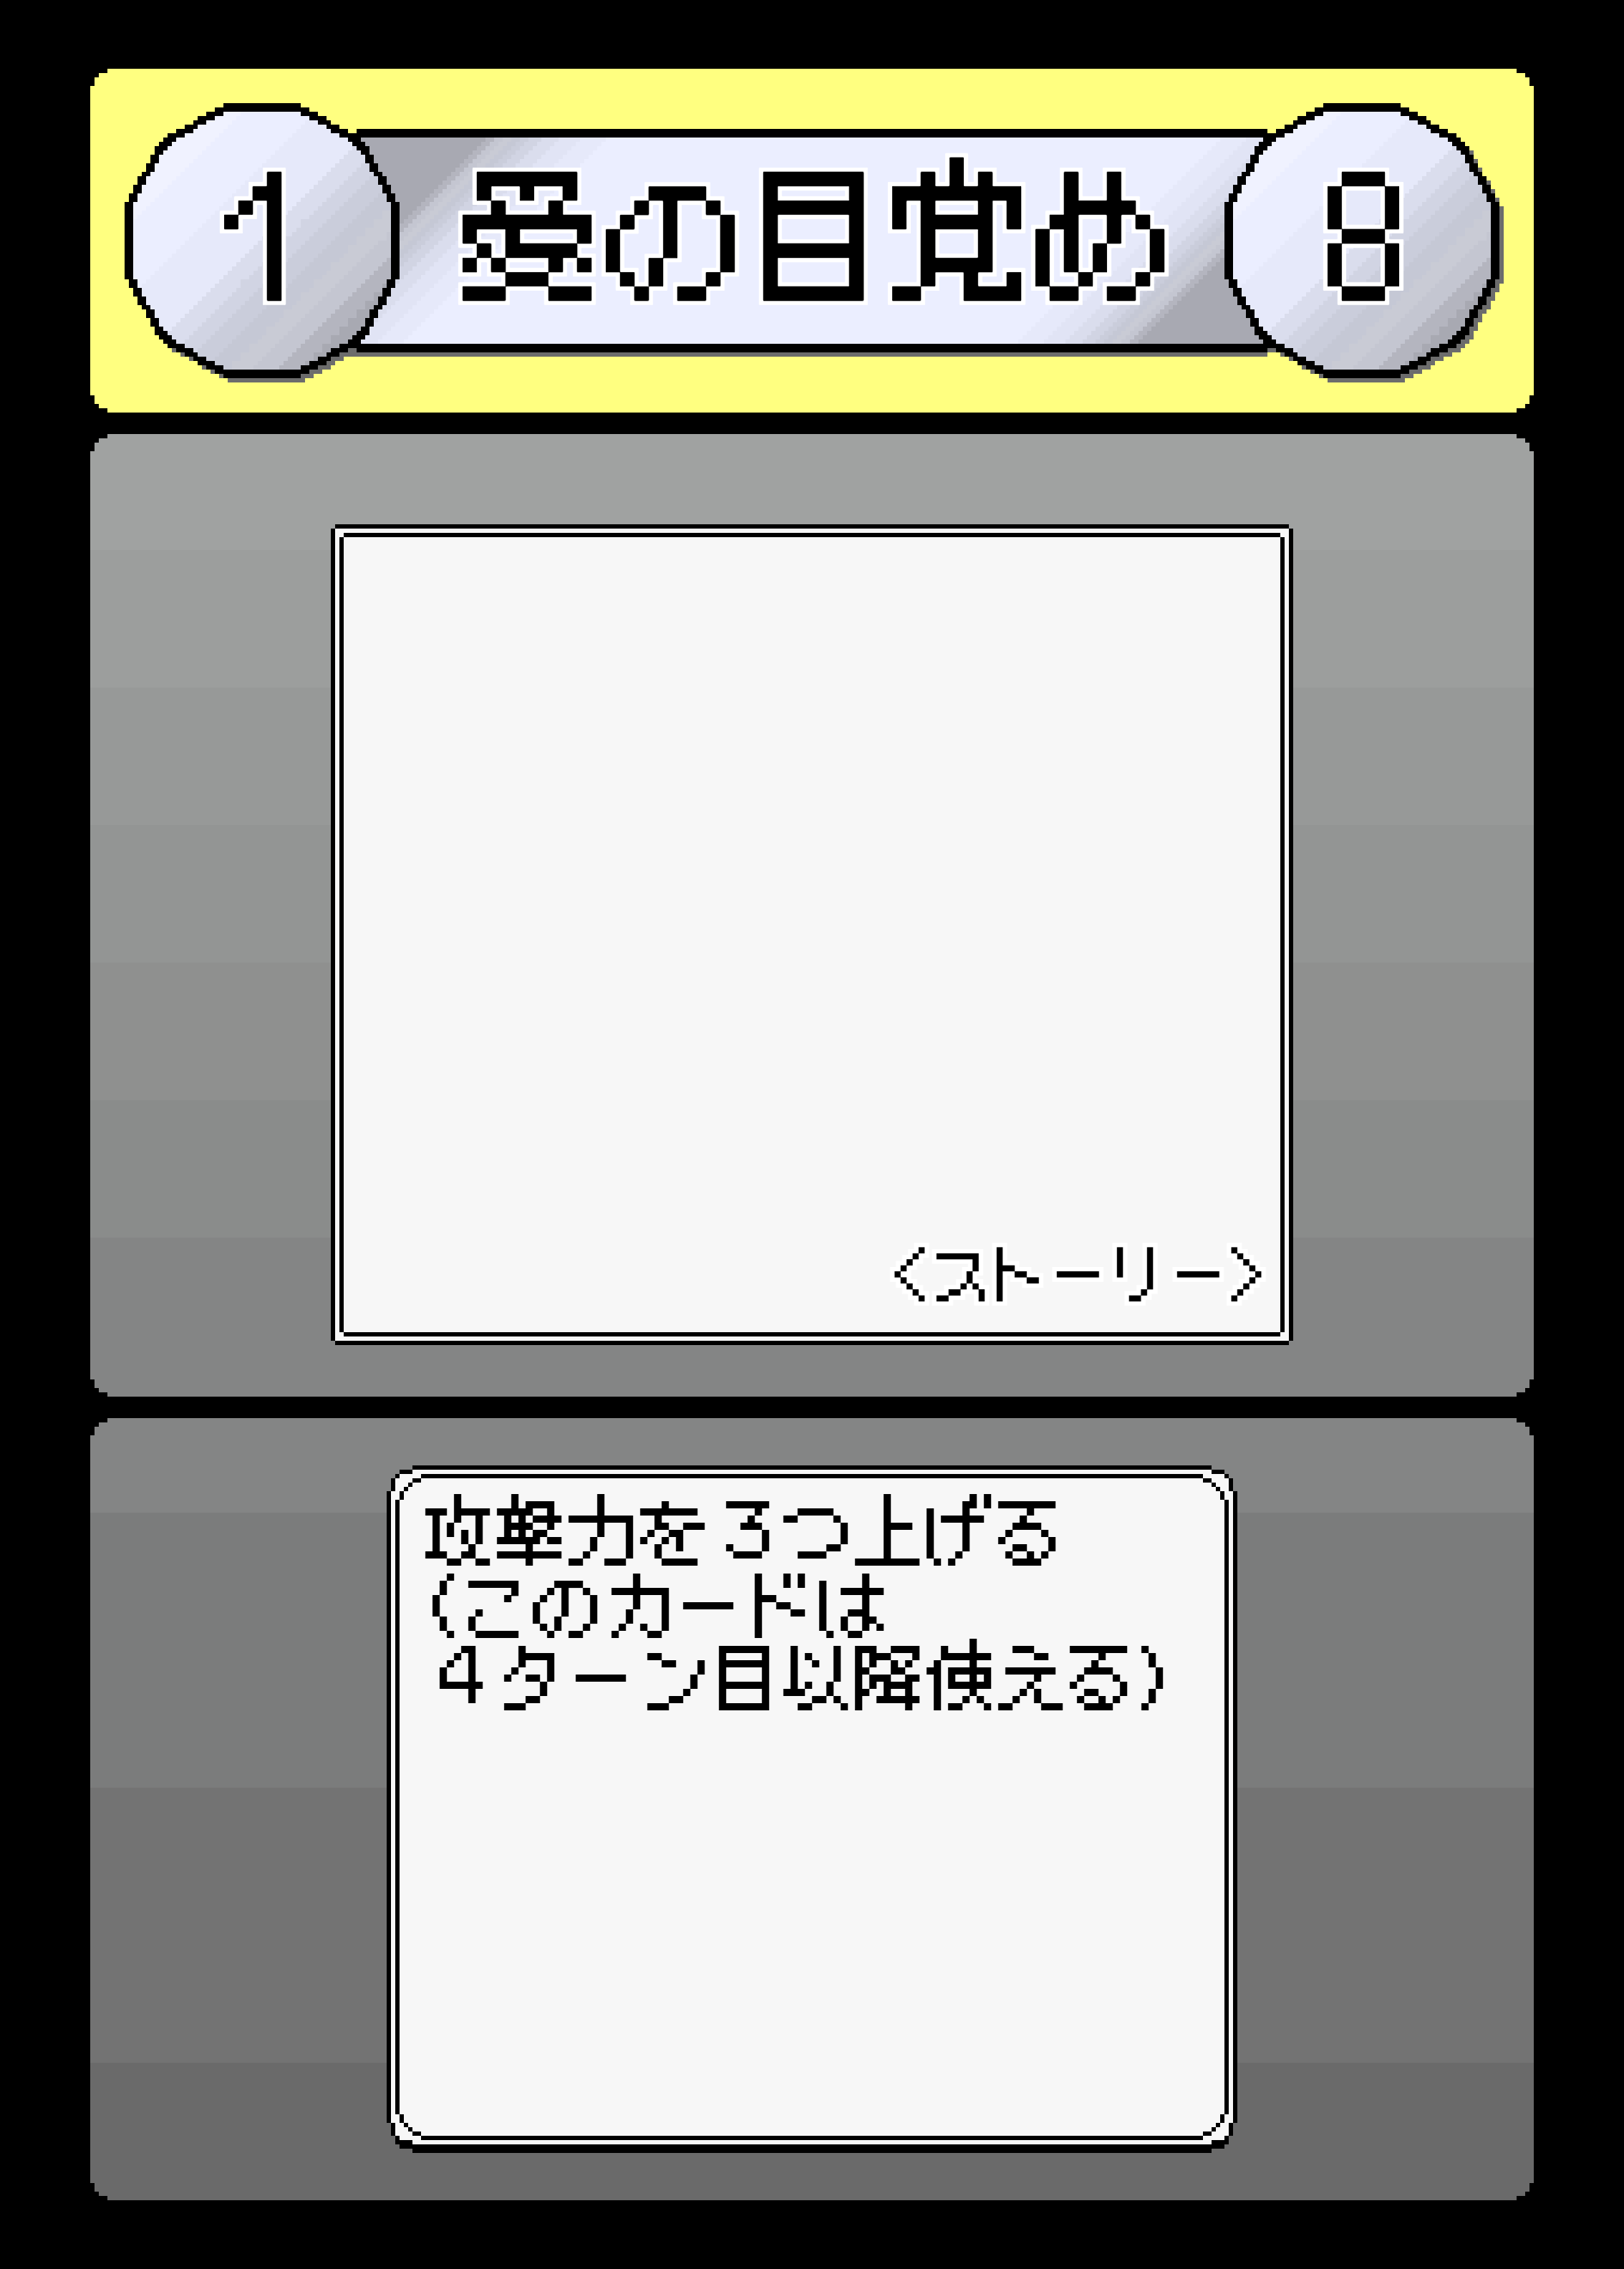 1 愛の目覚め 8
<ストーリー>
攻撃力を3つ上げる
(このカードは
4ターン目以降使える)